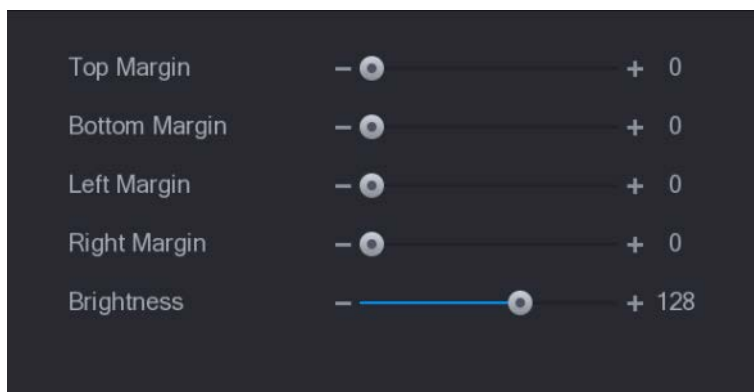 Top Margin − + 0
Bottom Margin − + 0
Left Margin − + 0
Right Margin − + 0
Brightness − + 128